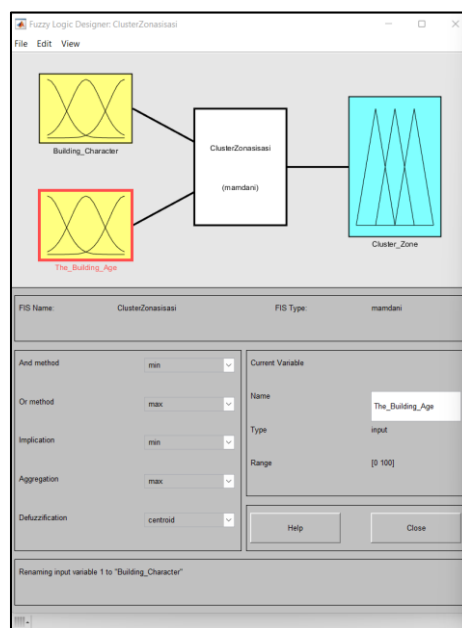 Fuzzy Logic Designer: ClusterZonasisasi
File Edit View
Building_Character
ClusterZonasisasi
(mamdani)
Cluster_Zone
The_Building_Age
FIS Name: ClusterZonasisasi FIS Type: mamdani
And method min
Or method max
Implication min
Aggregation max
Defuzzification centroid
Current Variable
Name The_Building_Age
Type input
Range [0 100]
Help Close
Renaming input variable 1 to "Building_Character"